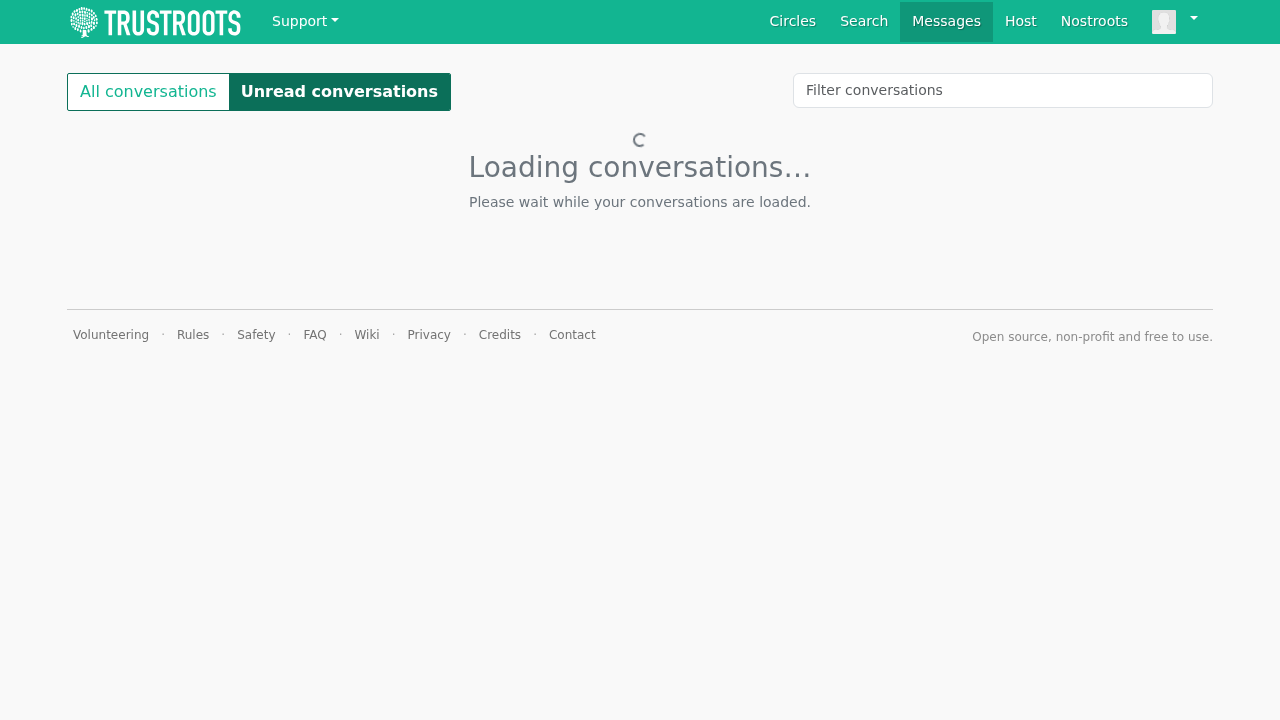 TRUSTROOTS Support Circles Search Messages Host Nostroots
All conversations Unread conversations Filter conversations
Loading conversations...
Please wait while your conversations are loaded.
Volunteering · Rules · Safety · FAQ · Wiki · Privacy · Credits · Contact Open source, non-profit and free to use.